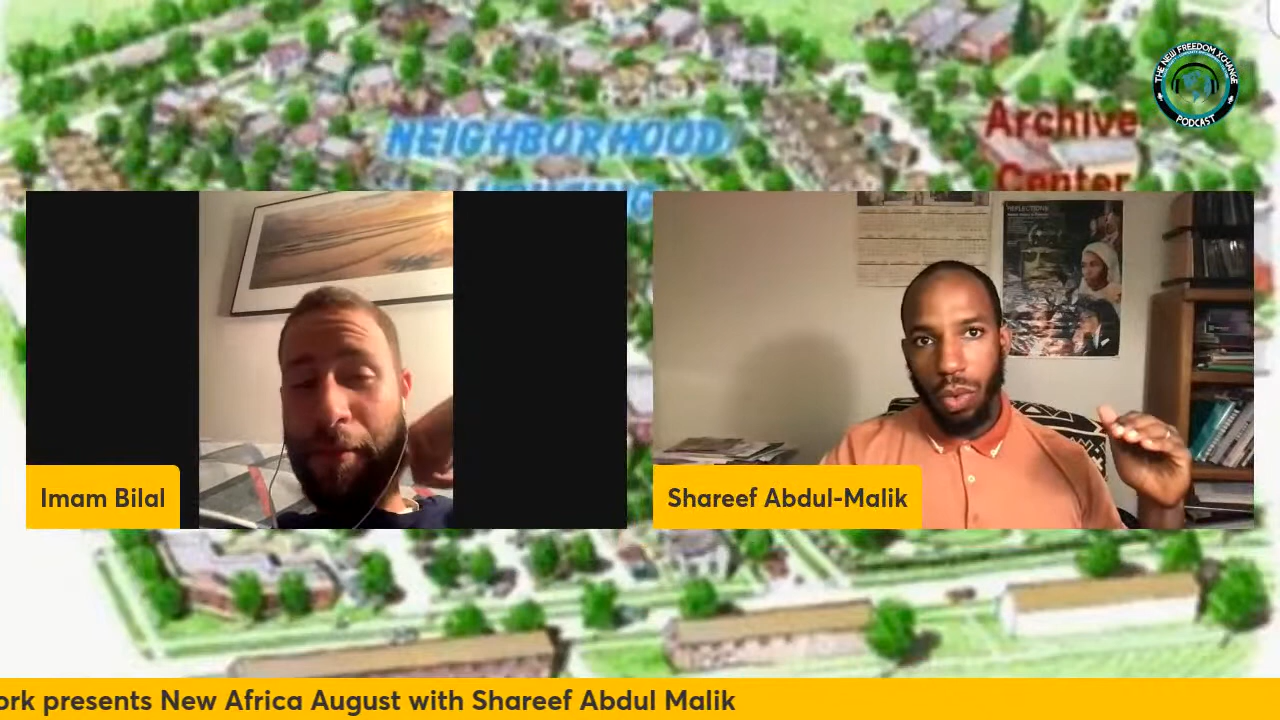 THE NEW FREEDOM XCHANGE
PODCAST
NEIGHBORHOOD
Archive
Center
REFLECTIONS
Imam Bilal
Shareef Abdul-Malik
ork presents New Africa August with Shareef Abdul Malik